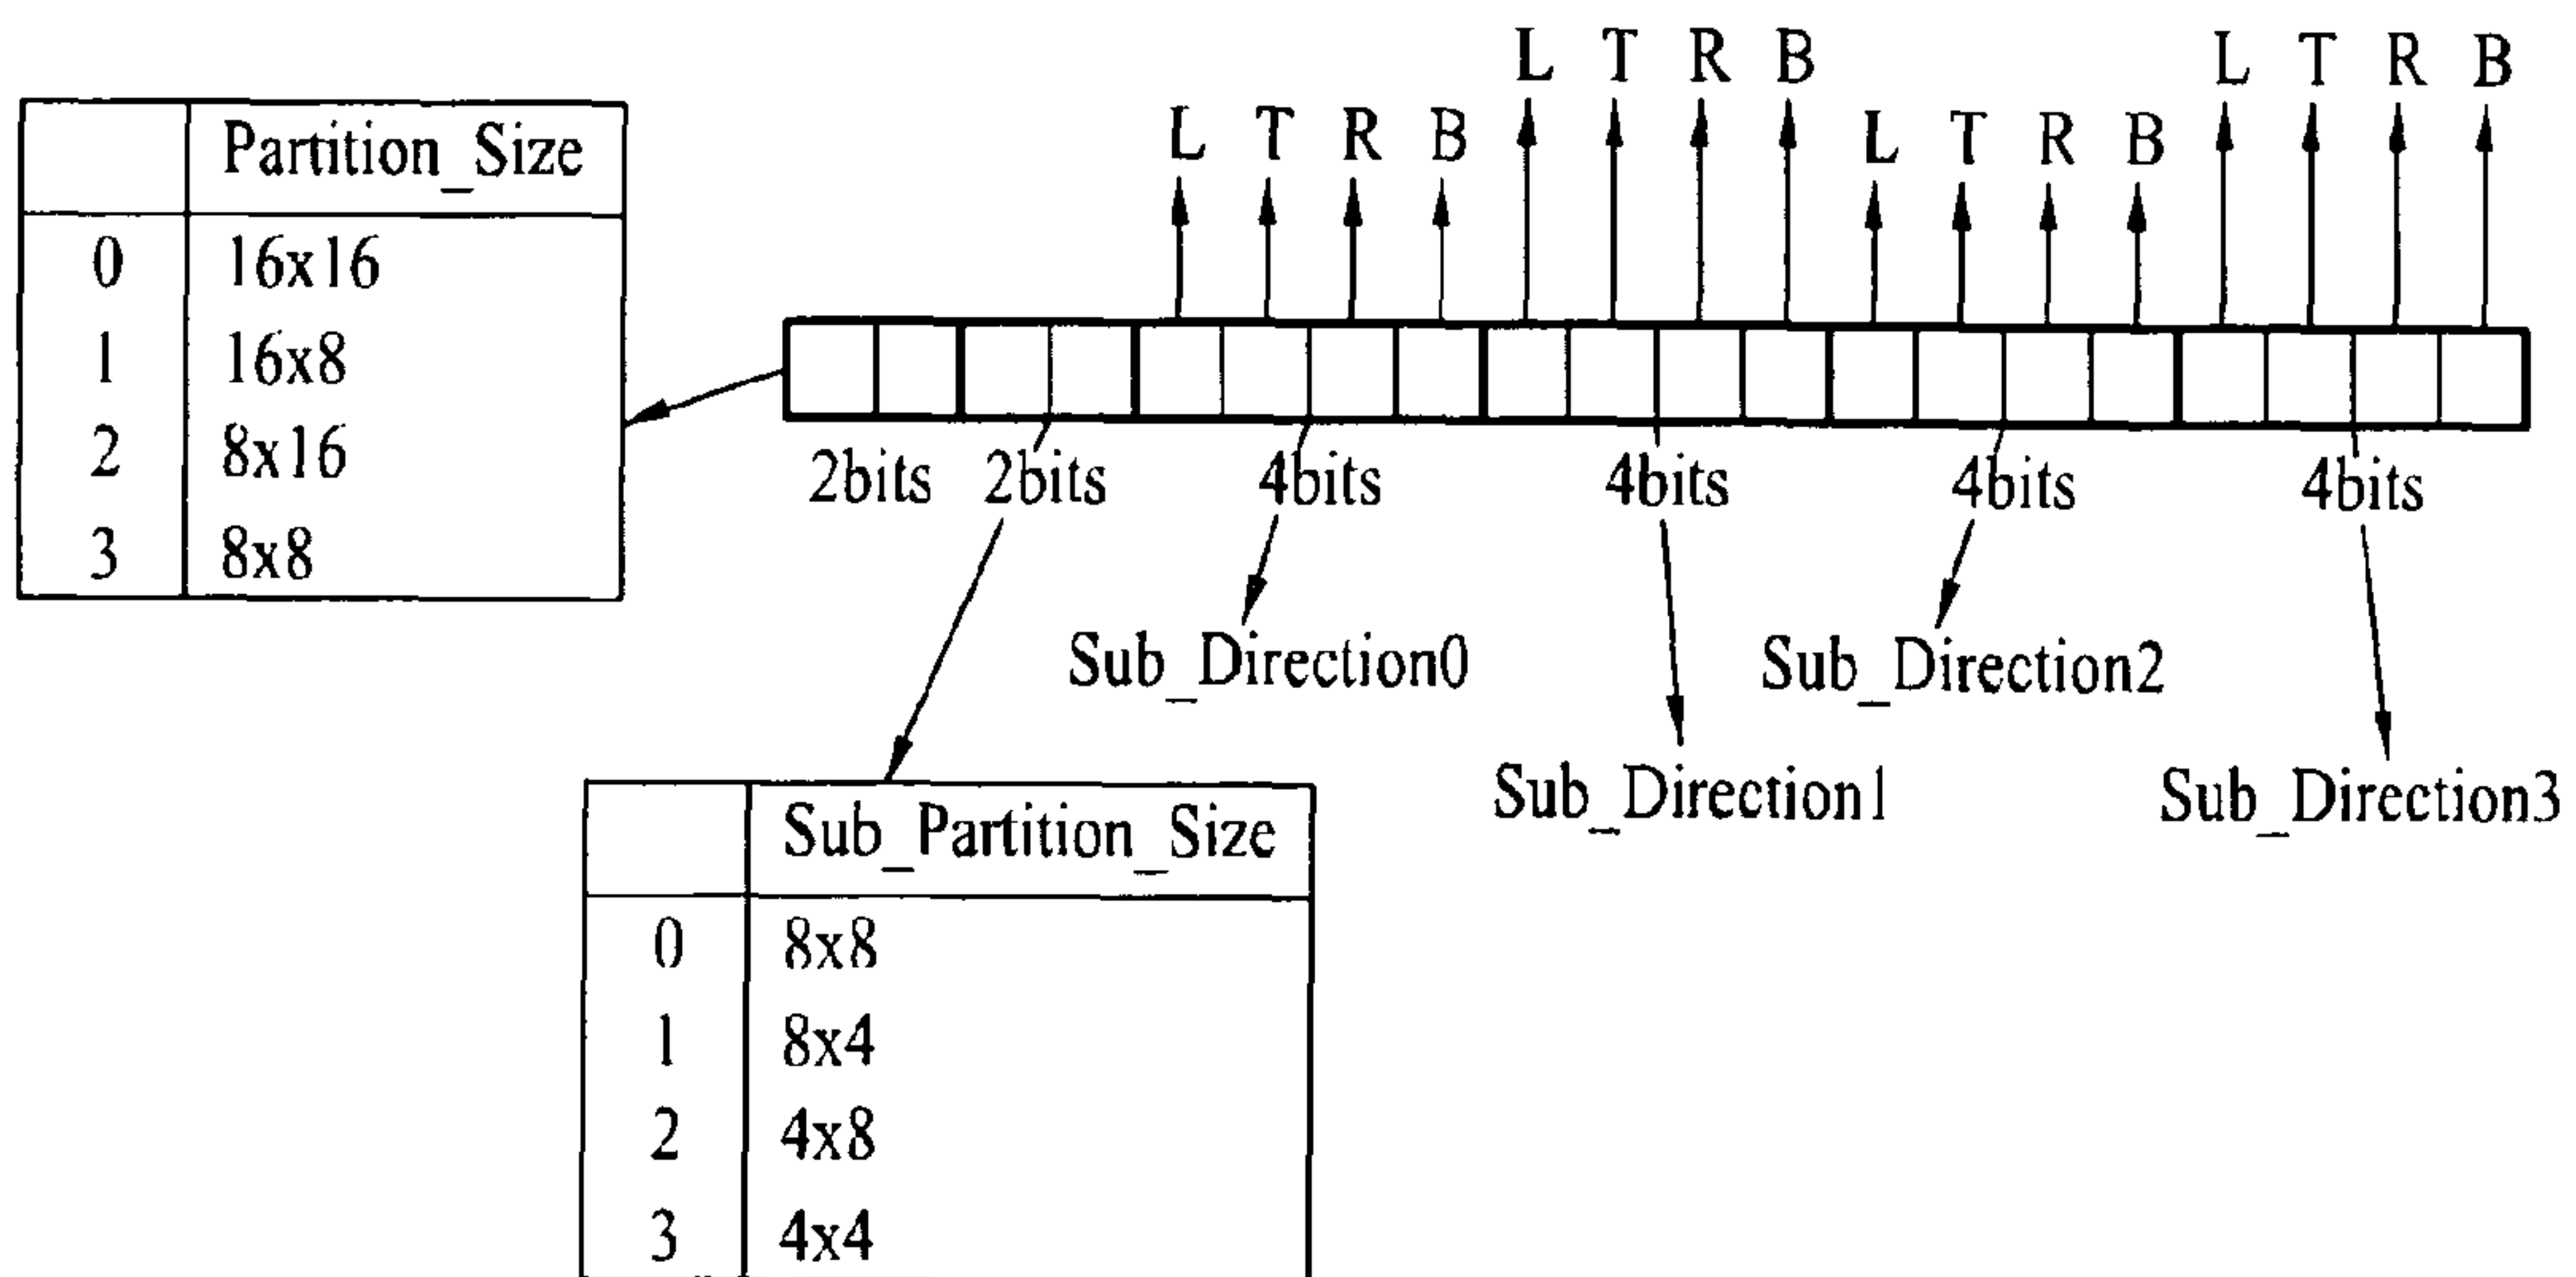 L T R B
L T R B
L T R B
L T R B
Partition_Size
0 16x16
1 16x8
2 8x16
3 8x8
2bits 2bits 4bits 4bits 4bits 4bits
Sub_Direction0
Sub_Direction2
Sub_Direction1
Sub_Direction3
Sub_Partition_Size
0 8x8
1 8x4
2 4x8
3 4x4